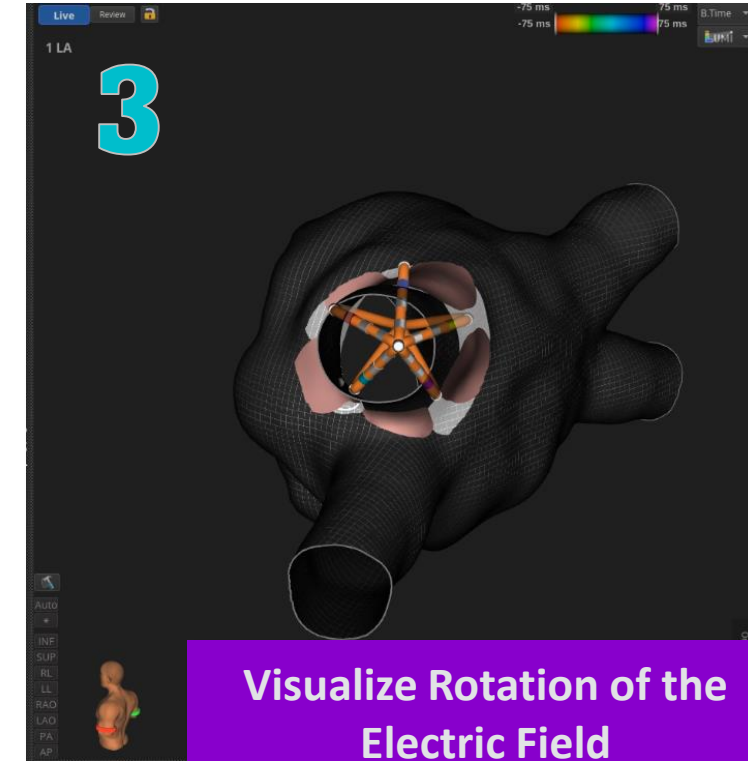 Live Review -75 ms 75 ms B.Time
-75 ms 75 ms
1 LA
3
Auto
INF
SUP
RL
LL
RAO
LAO
PA
AP
Visualize Rotation of the
Electric Field